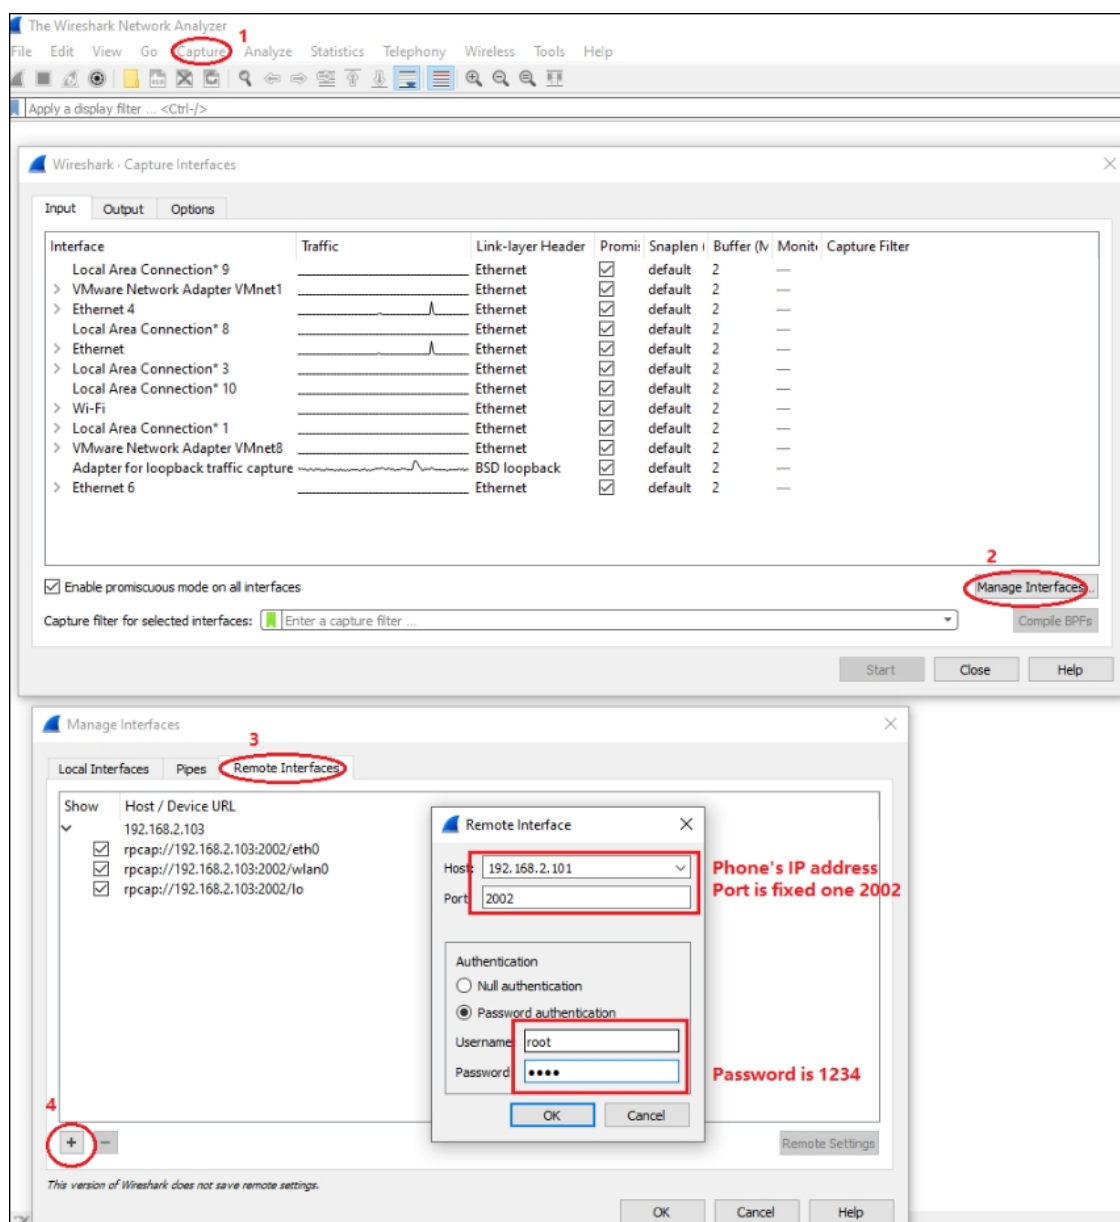 The Wireshark Network Analyzer
1
File Edit View Go Capture Analyze Statistics Telephony Wireless Tools Help
Apply a display filter ... <Ctrl-/>
Wireshark · Capture Interfaces
Input Output Options
Interface Traffic Link-layer Header Promi: Snaplen ( Buffer (M Monit Capture Filter
Local Area Connection* 9 Ethernet default 2 —
VMware Network Adapter VMnet1 Ethernet default 2 —
Ethernet 4 Ethernet default 2 —
Local Area Connection* 8 Ethernet default 2 —
Ethernet Ethernet default 2 —
Local Area Connection* 3 Ethernet default 2 —
Local Area Connection* 10 Ethernet default 2 —
Wi-Fi Ethernet default 2 —
Local Area Connection* 1 Ethernet default 2 —
VMware Network Adapter VMnet8 Ethernet default 2 —
Adapter for loopback traffic capture BSD loopback default 2 —
Ethernet 6 Ethernet default 2 —
2
Enable promiscuous mode on all interfaces Manage Interfaces...
Capture filter for selected interfaces: Enter a capture filter ... Compile BPFs
Start Close Help
Manage Interfaces
3
Local Interfaces Pipes Remote Interfaces
Show Host / Device URL
192.168.2.103
rpcap://192.168.2.103:2002/eth0
rpcap://192.168.2.103:2002/wlan0
rpcap://192.168.2.103:2002/lo
Remote Interface
Host: 192.168.2.101
Port 2002
Phone's IP address
Port is fixed one 2002
Authentication
Null authentication
Password authentication
Username root
Password ●●●●
Password is 1234
OK Cancel
4
+ −
Remote Settings
This version of Wireshark does not save remote settings.
OK Cancel Help